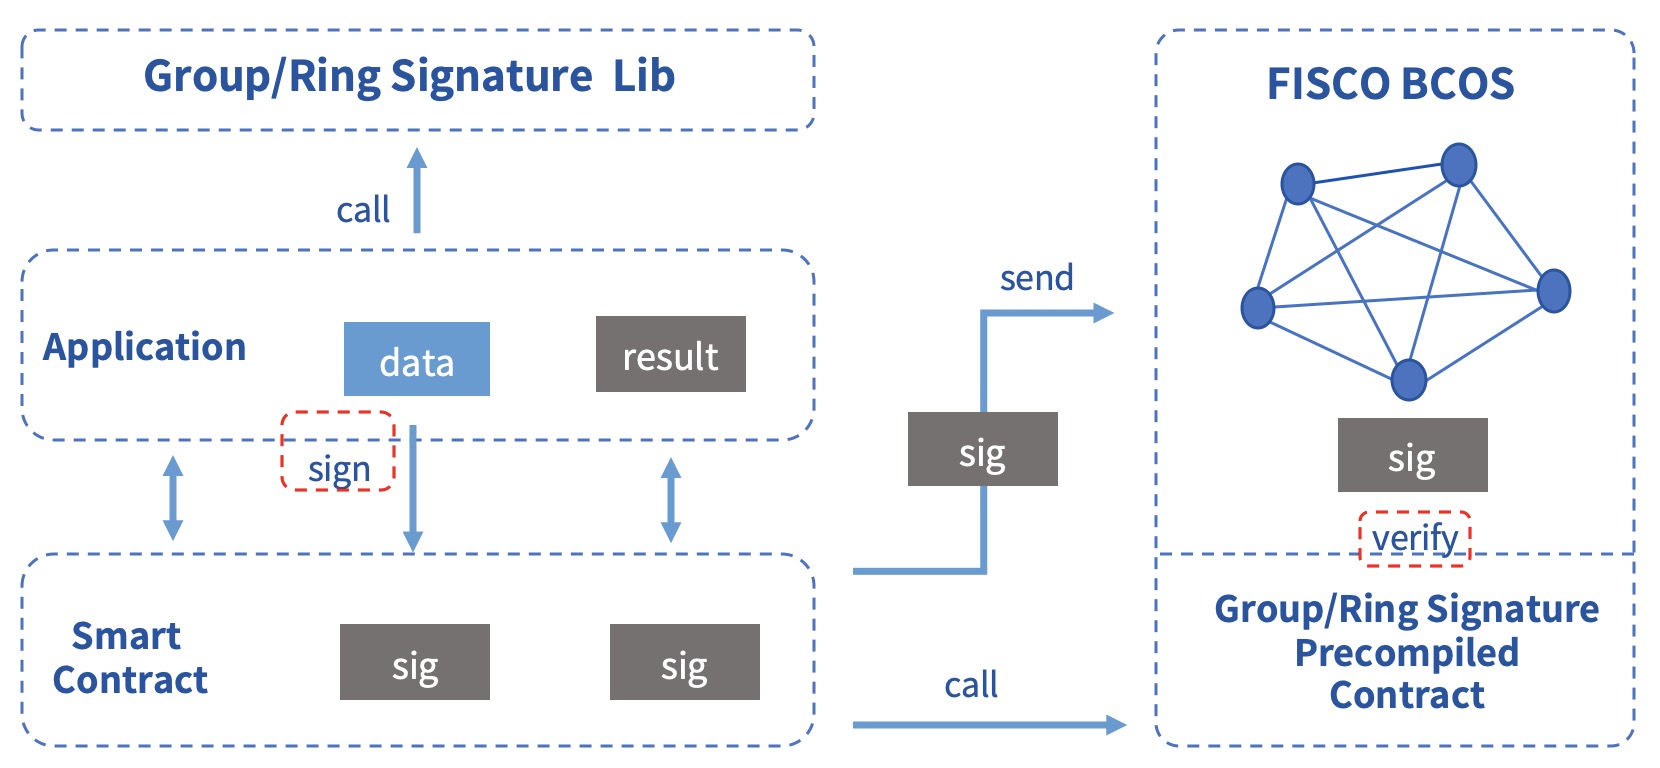 Group/Ring Signature Lib
call
Application
data
result
sign
Smart
Contract
sig
sig
send
sig
call
FISCO BCOS
sig
verify
Group/Ring Signature
Precompiled
Contract